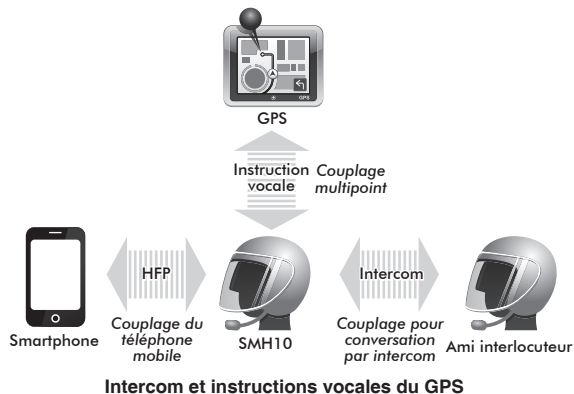 GPS
GPS
Instruction
vocale
Couplage
multipoint
HFP
Intercom
Smartphone
Couplage du
téléphone
mobile
SMH10
Couplage pour
conversation
par intercom
Ami interlocuteur
Intercom et instructions vocales du GPS